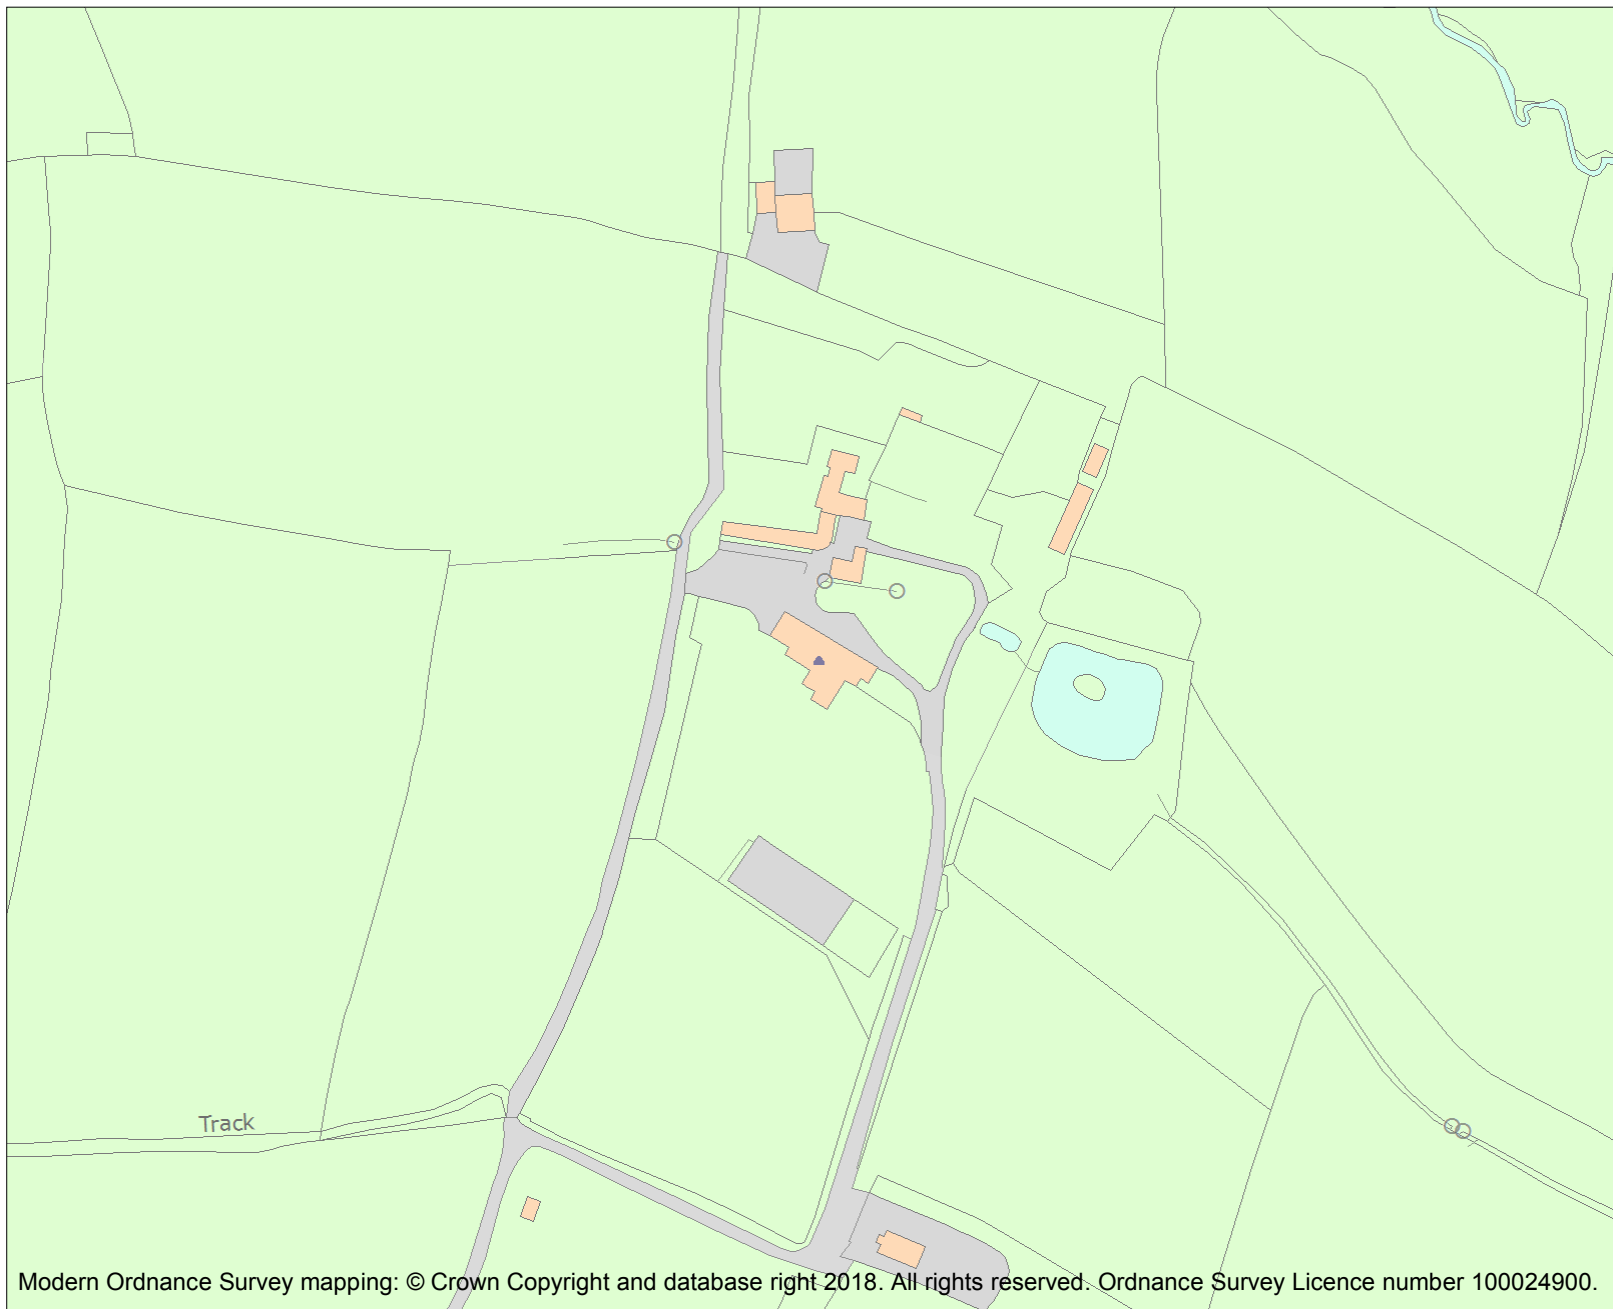 Track
Modern Ordnance Survey mapping: © Crown Copyright and database right 2018. All rights reserved. Ordnance Survey Licence number 100024900.